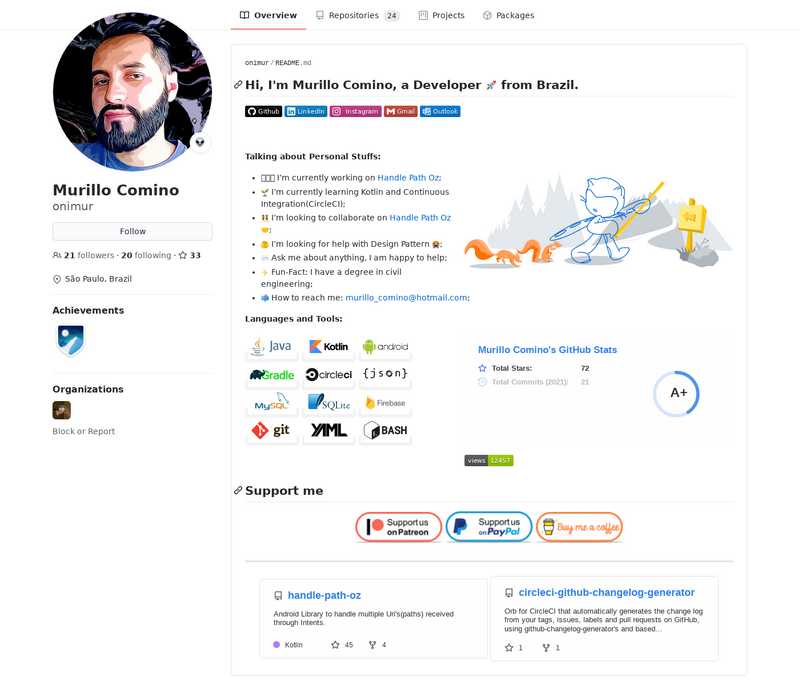 Overview
Repositories 24
Projects
Packages
Murillo Comino
onimur
Follow
21 followers · 20 following · 33
São Paulo, Brazil
Achievements
Organizations
Block or Report
onimur/README.md
Hi, I'm Murillo Comino, a Developer 🚀 from Brazil.
Github
LinkedIn
Instagram
Gmail
Outlook
Talking about Personal Stuffs:
I'm currently working on Handle Path Oz;
I'm currently learning Kotlin and Continuous
Integration(CircleCI);
I'm looking to collaborate on Handle Path Oz
;
I'm looking for help with Design Pattern ;
Ask me about anything, I am happy to help;
Fun-Fact: I have a degree in civil
engineering;
How to reach me: murillo_comino@hotmail.com;
Languages and Tools:
Java
Kotlin
android
Gradle
circleci
{json}
MySQL
SQLite
Firebase
git
YAML
BASH
Murillo Comino's GitHub Stats
Total Stars: 72
Total Commits (2021): 21
A+
views 12457
Support me
Support us
on Patreon
Support us
on PayPal
Buy me a coffee
handle-path-oz
Android Library to handle multiple Uri's(paths) received
through Intents.
Kotlin 45 4
circleci-github-changelog-generator
Orb for CircleCI that automatically generates the change log
from your tags, issues, labels and pull requests on GitHub,
using github-changelog-generator's and based...
1 1